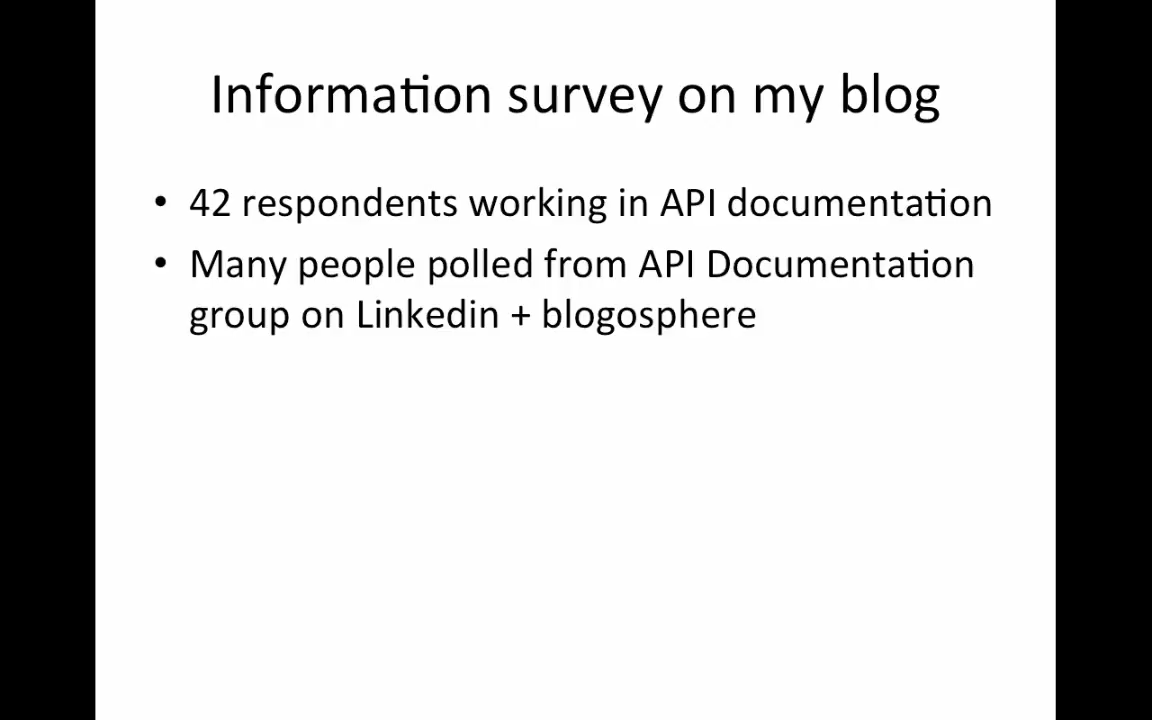 Information survey on my blog
• 42 respondents working in API documentation
• Many people polled from API Documentation
group on Linkedin + blogosphere